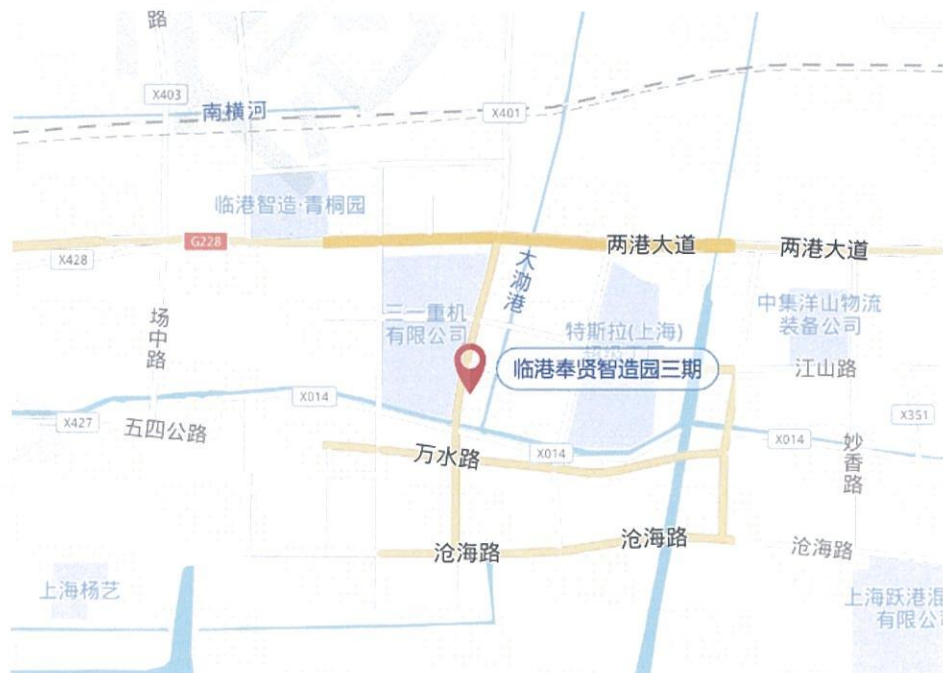 路
X403
南横河
X401
临港智造·青桐园
G228
两港大道
两港大道
X428
大泐港
场中路
三一重机
有限公司
特斯拉(上海)
中集洋山物流
装备公司
临港奉贤智造园三期
江山路
X014
X427
五四公路
X351
万水路
X014
X014
妙香路
沧海路
沧海路
沧海路
上海杨艺
上海跃港混
有限公